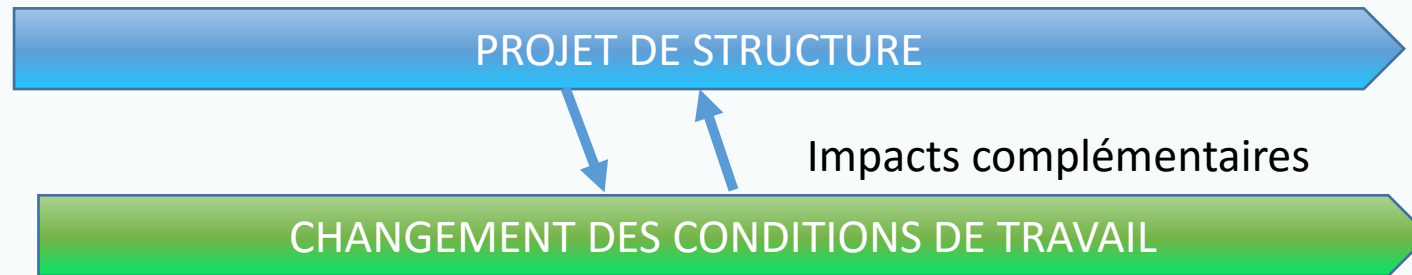 PROJET DE STRUCTURE
Impacts complémentaires
CHANGEMENT DES CONDITIONS DE TRAVAIL